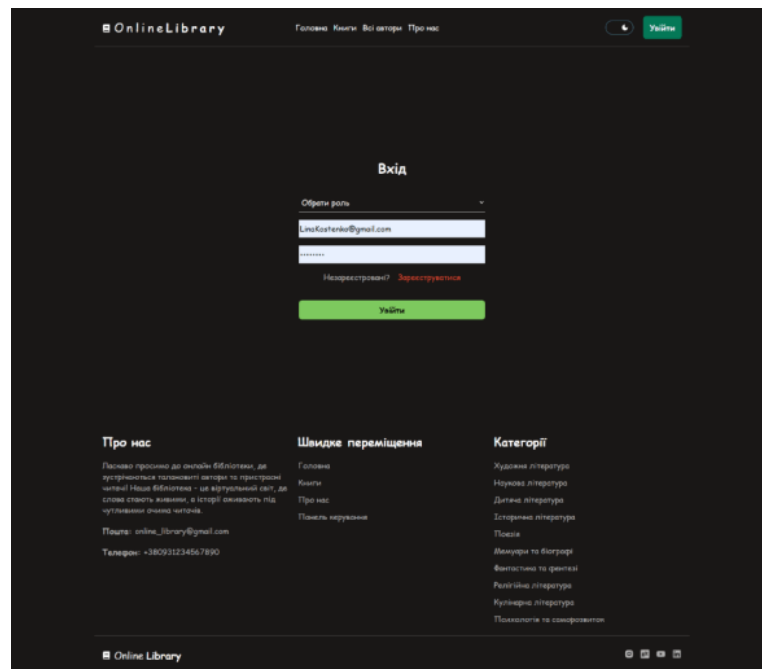 OnlineLibrary
Головна Книги Всі автори Про нас
Увійти
Вхід
Обрати роль
LinaKostenko@gmail.com
••••••••
Незареєстровані? Зареєструватися
Увійти
Про нас
Ласкаво просимо до онлайн бібліотеки, де
зустрічаються талановиті автори та пристрасні
читачі! Наша бібліотека - це віртуальний світ, де
слова стають живими, а історії оживають під
чутливими очима читачів.
Пошта: online_library@gmail.com
Телефон: +380931234567890
Швидке переміщення
Головна
Книги
Про нас
Панель керування
Категорії
Художня література
Наукова література
Дитяча література
Історична література
Поезія
Мемуари та біографі
Фантастика та фентезі
Релігійна література
Кулінарна література
Психологія та саморозвиток
Online Library